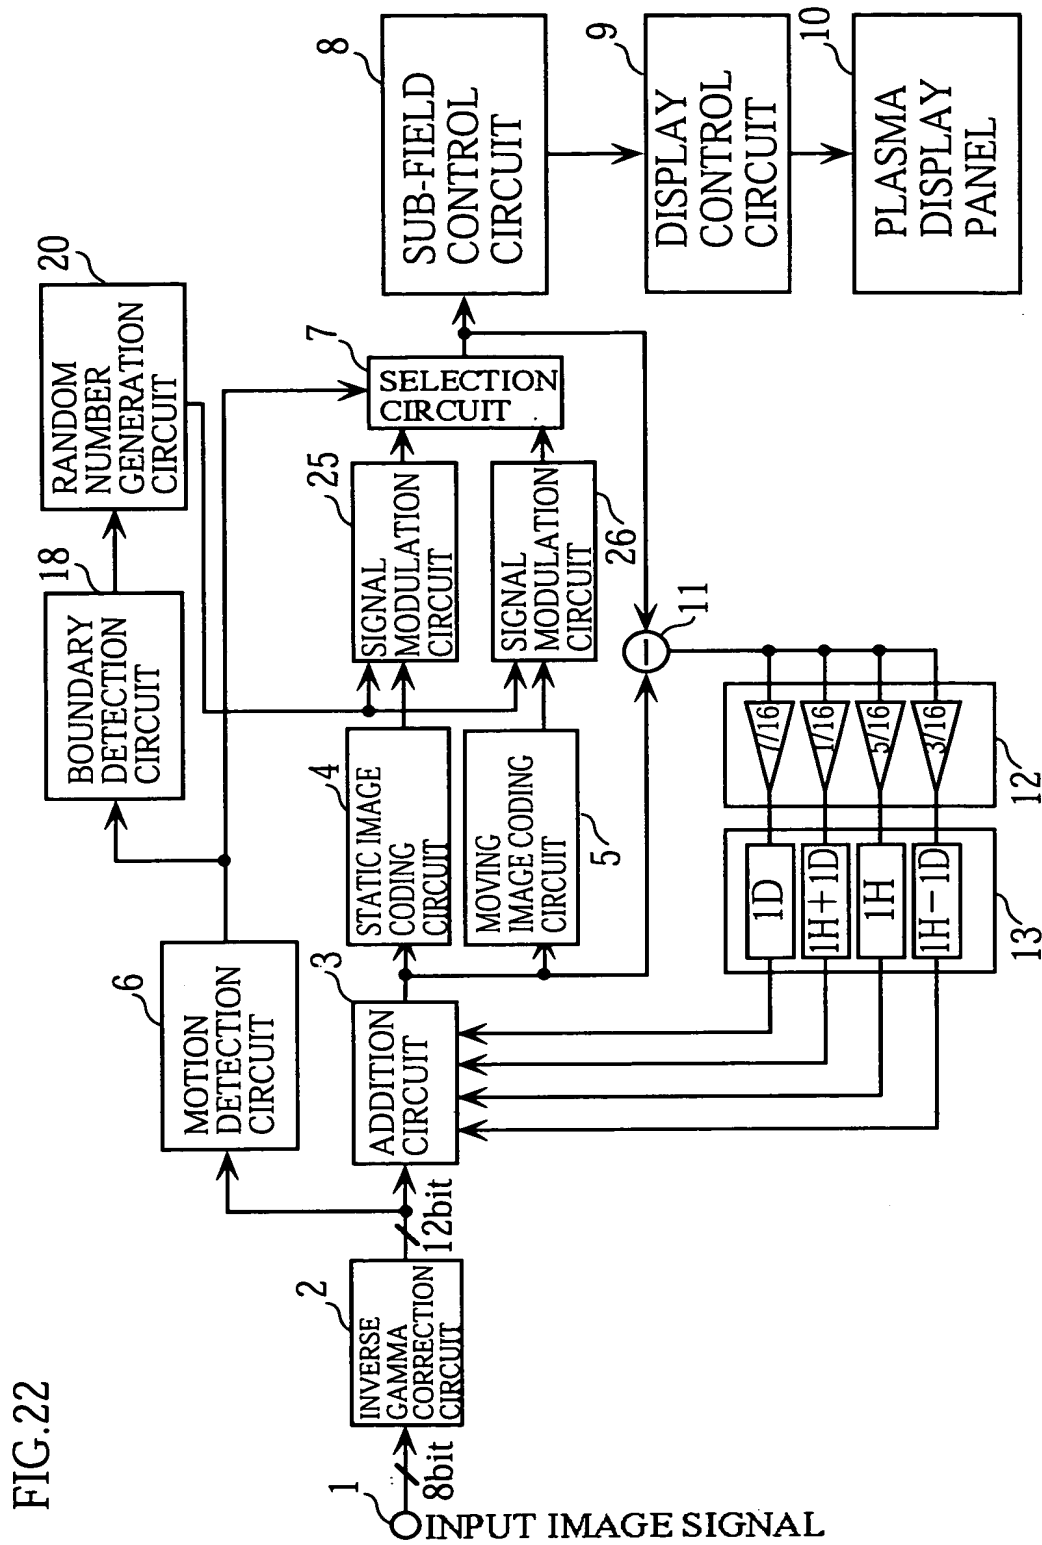 FIG.22
1
INPUT IMAGE SIGNAL
8bit
2
INVERSE
GAMMA
CORRECTION
CIRCUIT
12bit
6
MOTION
DETECTION
CIRCUIT
3
ADDITION
CIRCUIT
18
BOUNDARY
DETECTION
CIRCUIT
4
STATIC IMAGE
CODING
CIRCUIT
MOVING
IMAGE CODING
CIRCUIT
5
20
RANDOM
NUMBER
GENERATION
CIRCUIT
25
SIGNAL
MODULATION
CIRCUIT
SIGNAL
MODULATION
CIRCUIT
26
7
SELECTION
CIRCUIT
11
7/16
1/16
5/16
3/16
12
1D
1H+1D
1H
1H−1D
13
8
SUB-FIELD
CONTROL
CIRCUIT
9
DISPLAY
CONTROL
CIRCUIT
10
PLASMA
DISPLAY
PANEL